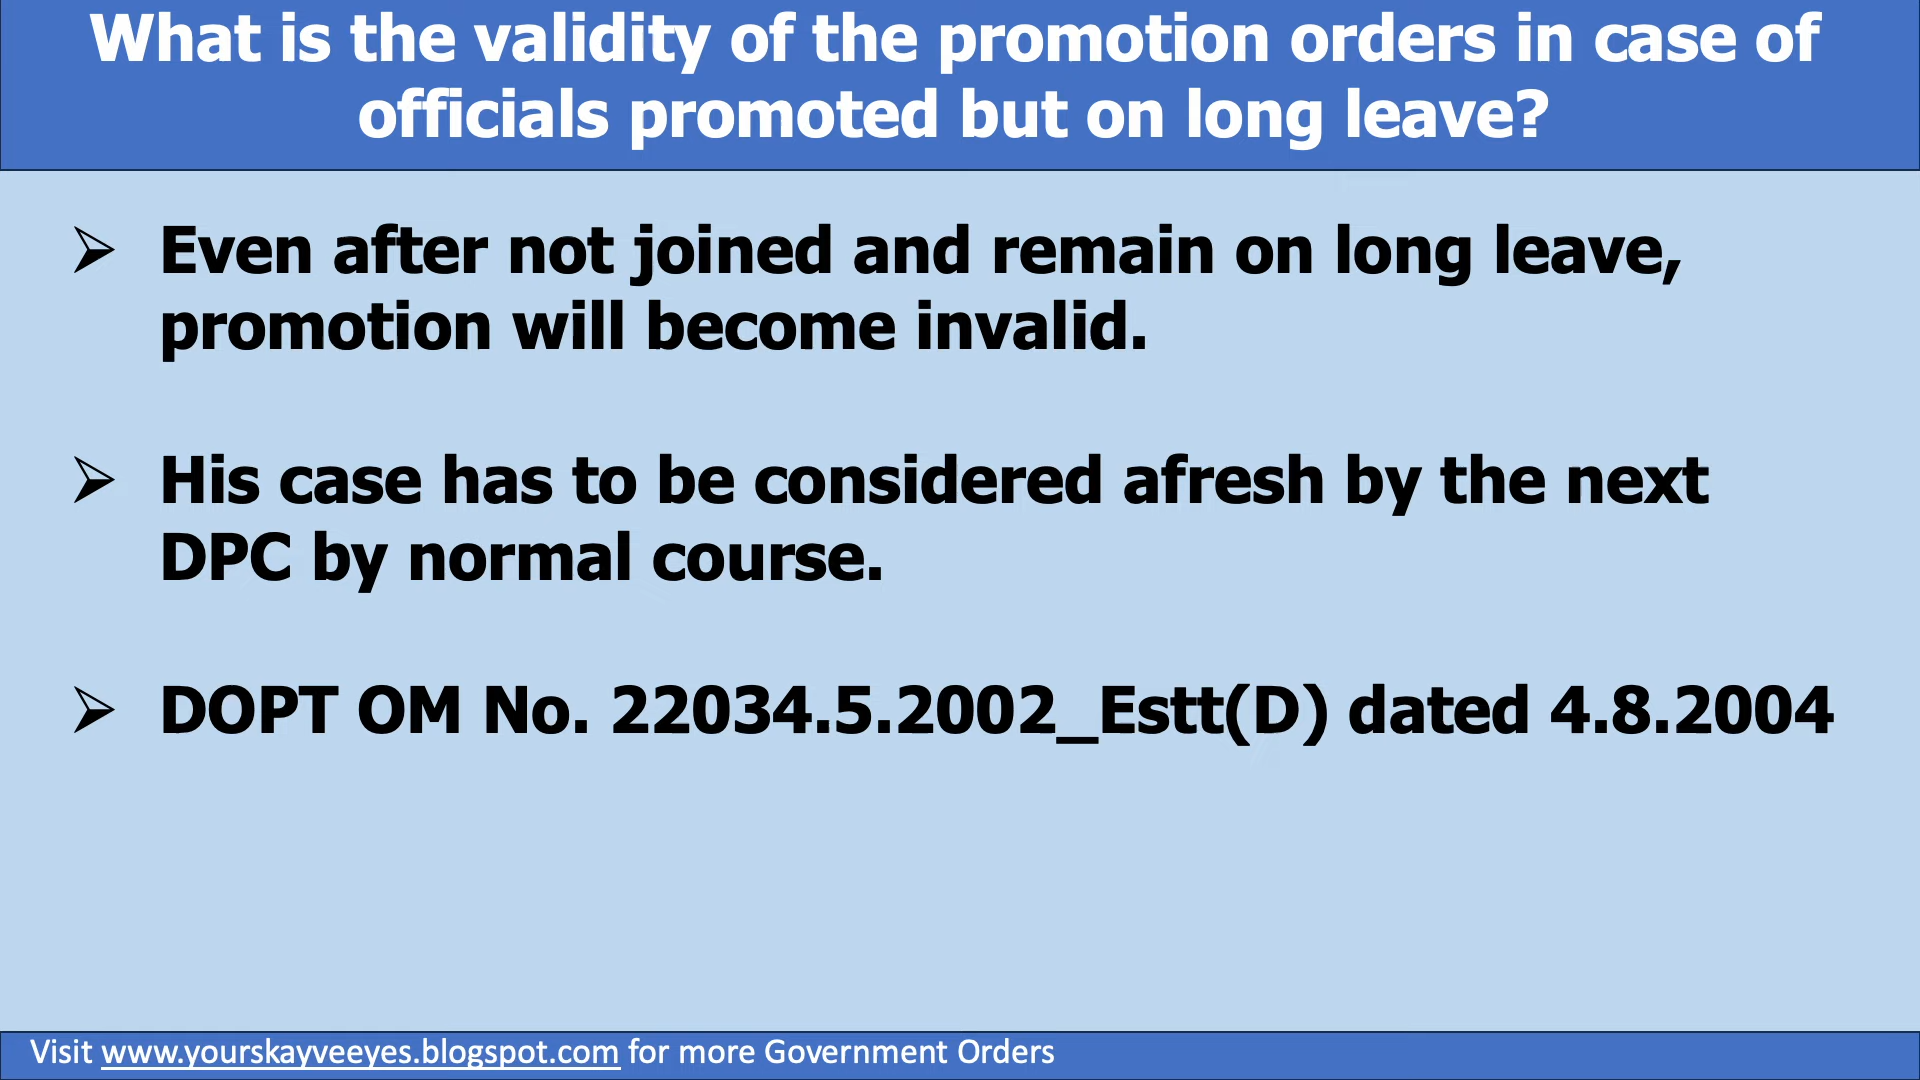 What is the validity of the promotion orders in case of
officials promoted but on long leave?
➢ Even after not joined and remain on long leave,
promotion will become invalid.
➢ His case has to be considered afresh by the next
DPC by normal course.
➢ DOPT OM No. 22034.5.2002_Estt(D) dated 4.8.2004
Visit www.yourskayveeyes.blogspot.com for more Government Orders